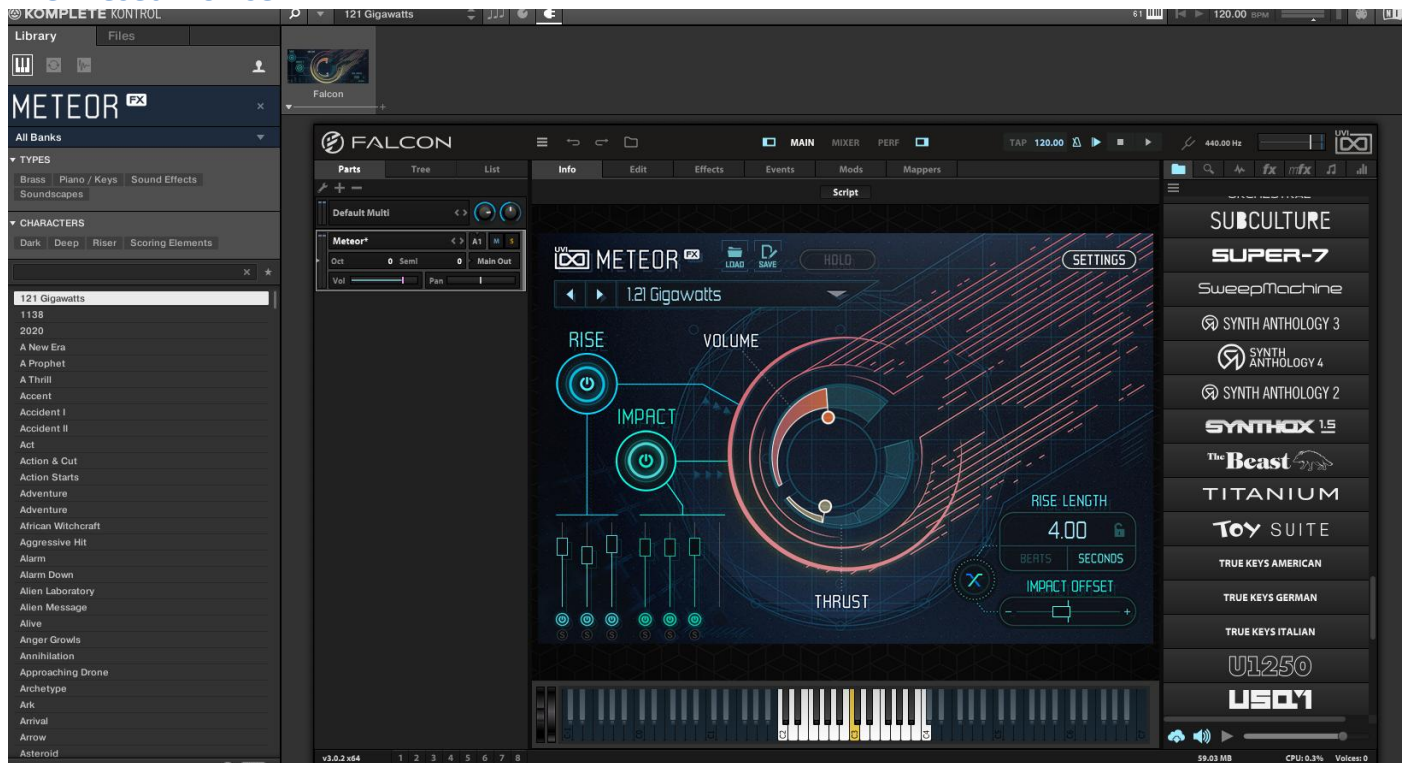 KOMPLETE KONTROL
121 Gigawatts
61
120.00 BPM
Library
Files
METEOR FX
All Banks
TYPES
Brass
Piano / Keys
Sound Effects
Soundscapes
CHARACTERS
Dark
Deep
Riser
Scoring Elements
121 Gigawatts
1138
2020
A New Era
A Prophet
A Thrill
Accent
Accident I
Accident II
Act
Action & Cut
Action Starts
Adventure
Adventure
African Witchcraft
Aggressive Hit
Alarm
Alarm Down
Alien Laboratory
Alien Message
Alive
Anger Growls
Annihilation
Approaching Drone
Archetype
Ark
Arrival
Arrow
Asteroid
Falcon
FALCON
MAIN
MIXER
PERF
TAP 120.00
440.00 Hz
UVI
Parts
Tree
List
Info
Edit
Effects
Events
Mods
Mappers
fx
mfx
Script
Default Multi
Meteor*
A1
M
S
Oct 0 Semi 0 Main Out
Vol
Pan
UVI METEOR FX
LOAD
SAVE
HOLD
SETTINGS
1.21 Gigawatts
RISE
VOLUME
IMPACT
THRUST
RISE LENGTH
4.00
BEATS
SECONDS
IMPACT OFFSET
- +
S S S S S S
C2
C3
C4
ORCHESTRAL
SUBCULTURE
SUPER-7
SweepMachine
SYNTH ANTHOLOGY 3
SYNTH ANTHOLOGY 4
SYNTH ANTHOLOGY 2
SYNTHOX 1.5
The Beast
TITANIUM
TOY SUITE
TRUE KEYS AMERICAN
TRUE KEYS GERMAN
TRUE KEYS ITALIAN
U1250
USQ1
v3.0.2 x64
1 2 3 4 5 6 7 8
59.03 MB
CPU: 0.3%
Voices: 0